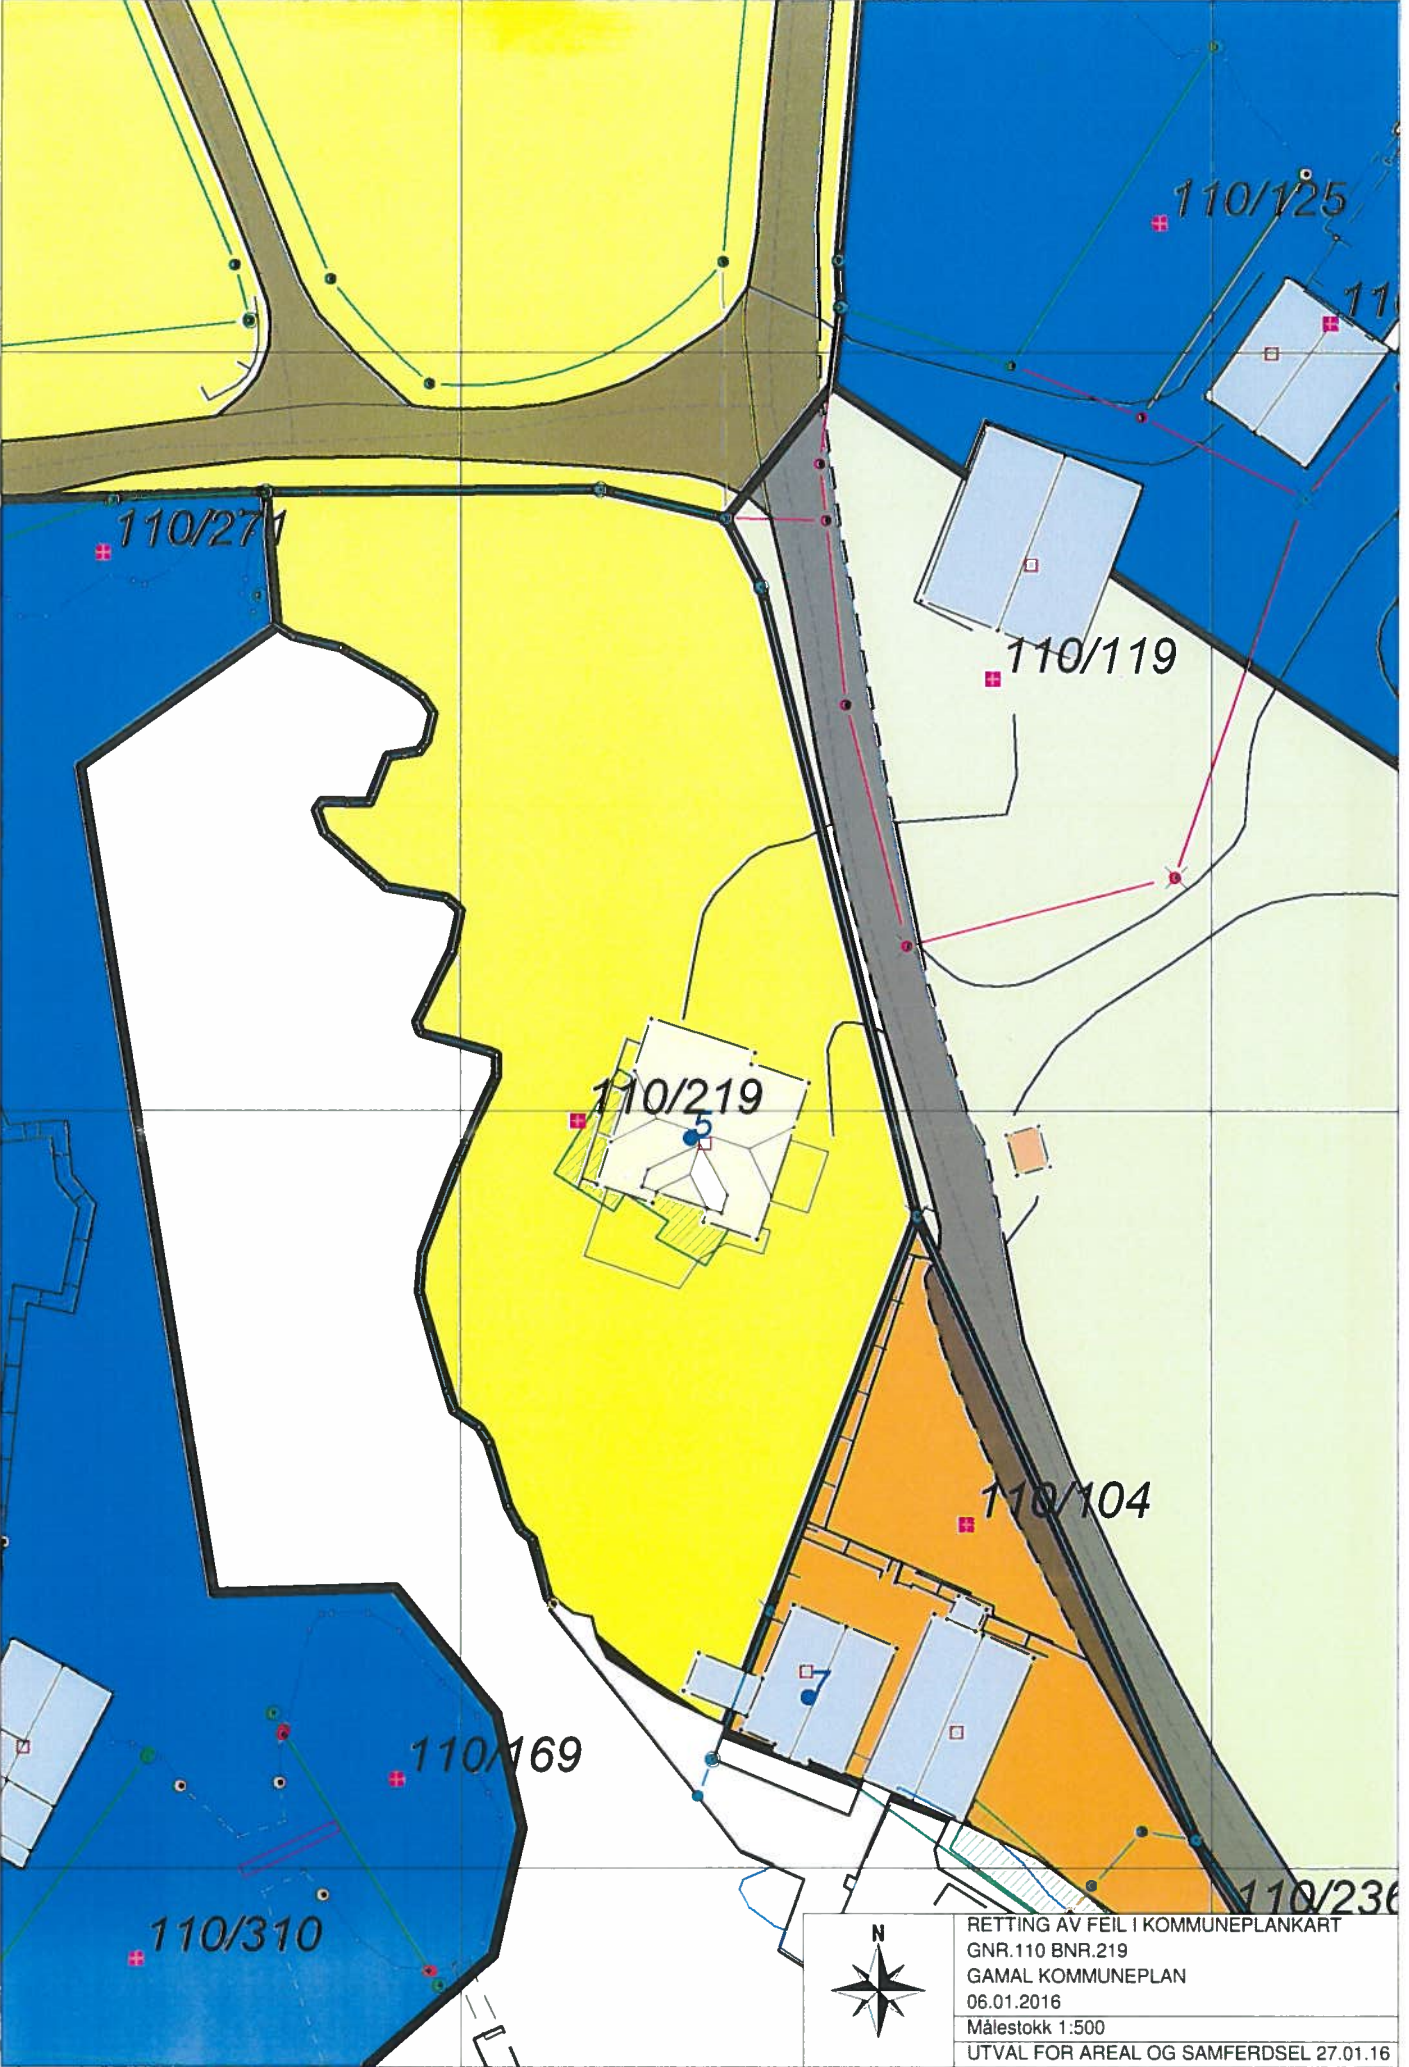 110/125
110/271
110/119
110/219
5
110/104
7
110/169
110/236
110/310
N
RETTING AV FEIL I KOMMUNEPLANKART
GNR.110 BNR.219
GAMAL KOMMUNEPLAN
06.01.2016
Målestokk 1:500
UTVAL FOR AREAL OG SAMFERDSEL 27.01.16